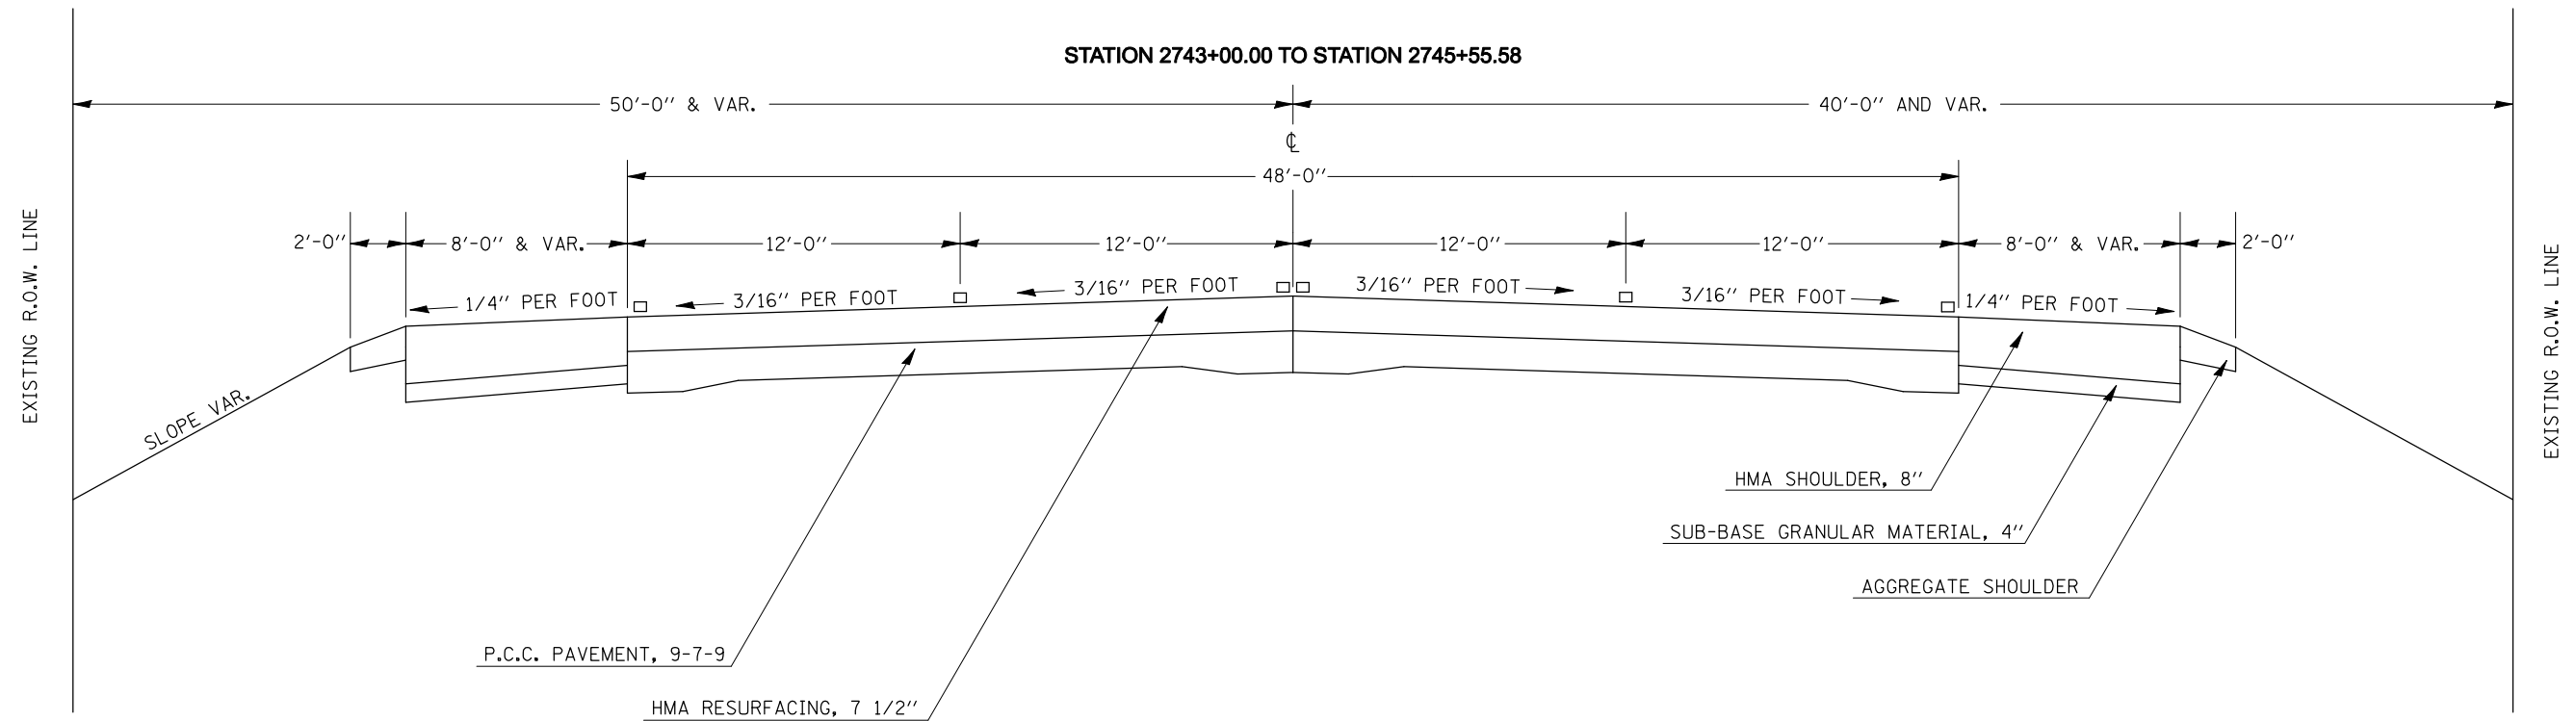 STATION 2743+00.00 TO STATION 2745+55.58
50'-0" & VAR.
40'-0" AND VAR.
℄
48'-0"
EXISTING R.O.W. LINE
EXISTING R.O.W. LINE
2'-0"
8'-0" & VAR.
12'-0"
12'-0"
12'-0"
12'-0"
8'-0" & VAR.
2'-0"
1/4" PER FOOT
3/16" PER FOOT
3/16" PER FOOT
3/16" PER FOOT
3/16" PER FOOT
1/4" PER FOOT
SLOPE VAR.
HMA SHOULDER, 8"
SUB-BASE GRANULAR MATERIAL, 4"
AGGREGATE SHOULDER
P.C.C. PAVEMENT, 9-7-9
HMA RESURFACING, 7 1/2"